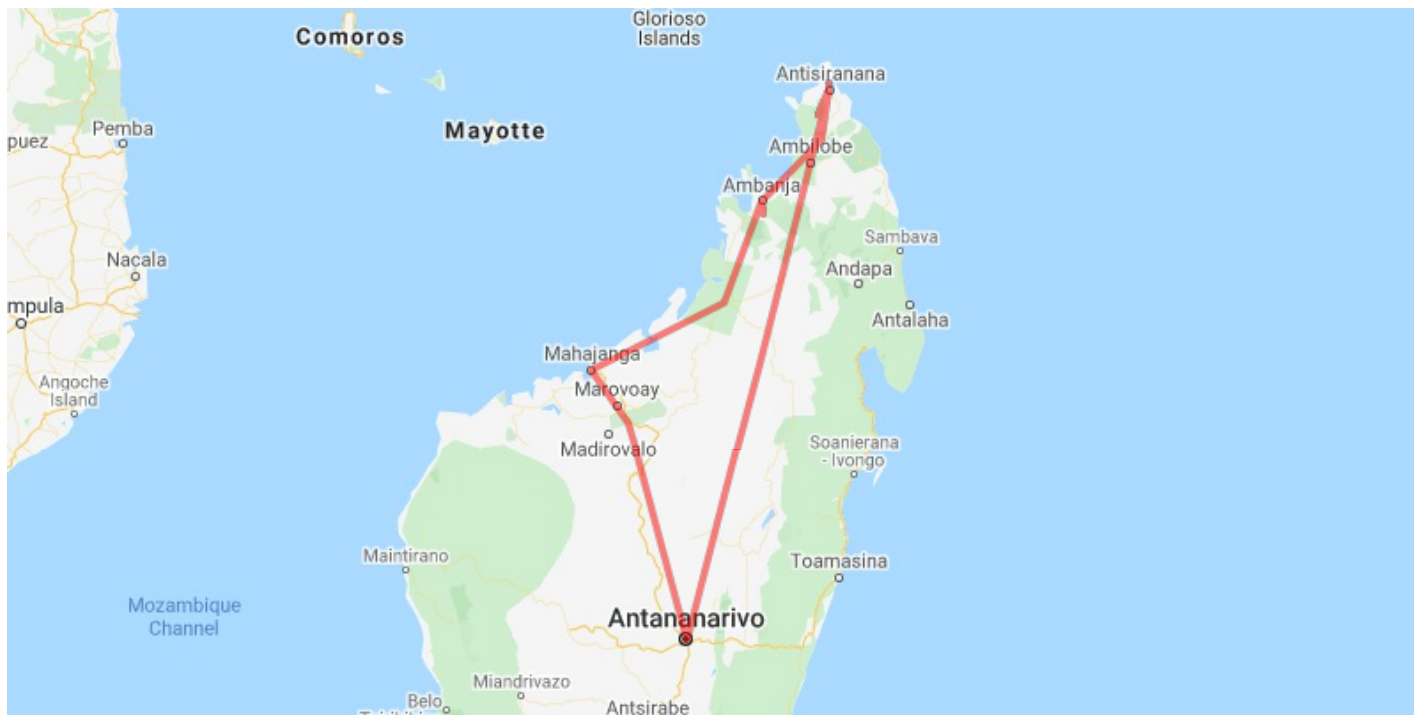 Glorioso
Islands
Comoros
Antisiranana
Pemba
Mayotte
puez
Ambilobe
Ambanja
Sambava
Nacala
Andapa
mpula
Antalaha
Mahajanga
Angoche
Island
Marovoay
Soanierana
- Ivongo
Madirovalo
Maintirano
Toamasina
Mozambique
Channel
Antananarivo
Miandrivazo
Belo
Antsirabe